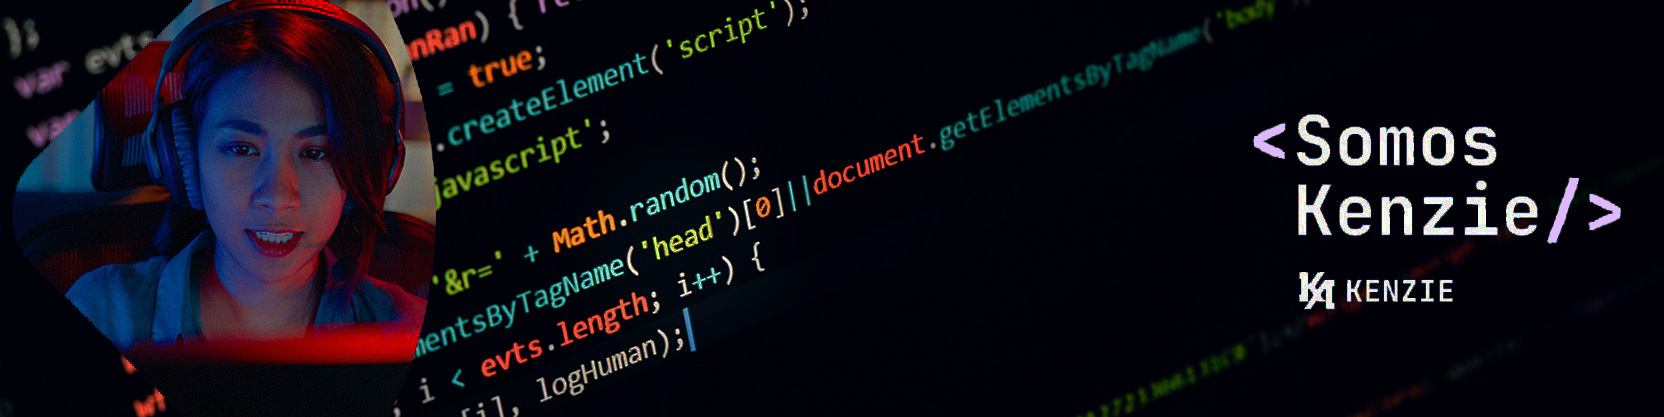 };
var evts
var
nRan) {
= true;
.createElement('script');
javascript';
'&r=' + Math.random();
mentsByTagName('head')[0]||document.getElementsByTagName('body'
i < evts.length; i++) {
[i], logHuman);
<Somos
Kenzie/>
KENZIE